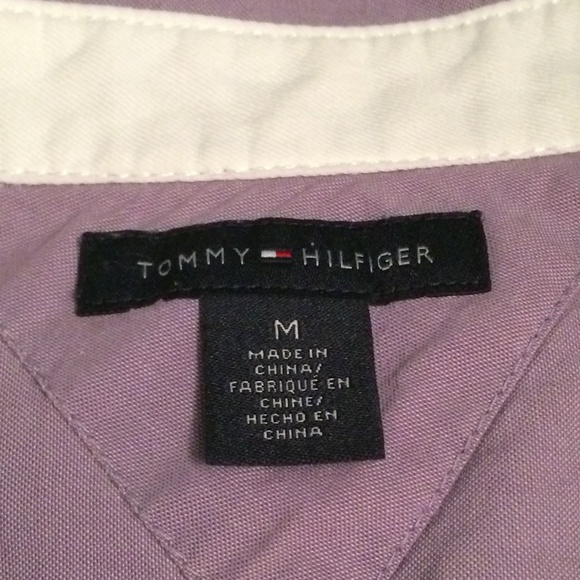 TOMMY HILFIGER
M
MADE IN
CHINA/
FABRIQUÉ EN
CHINE/
HECHO EN
CHINA